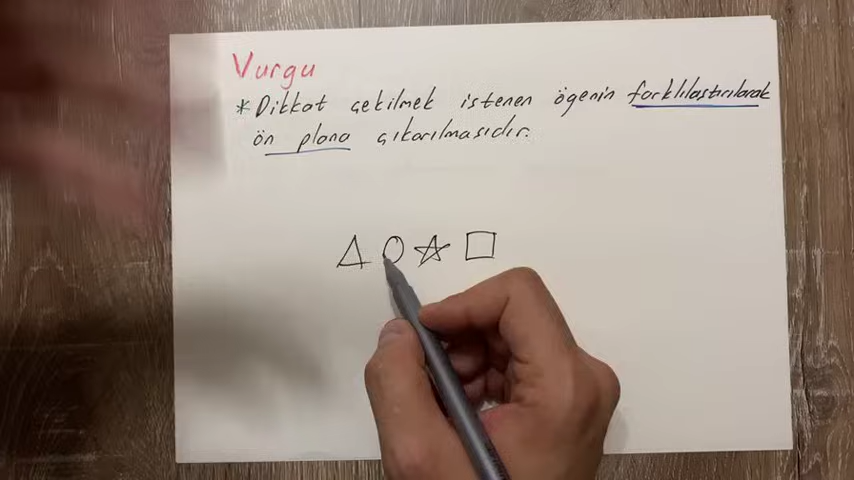 Vurgu
*Dikkat çekilmek istenen ögenin farklılaştırılarak
ön plana çıkarılmasıdır.